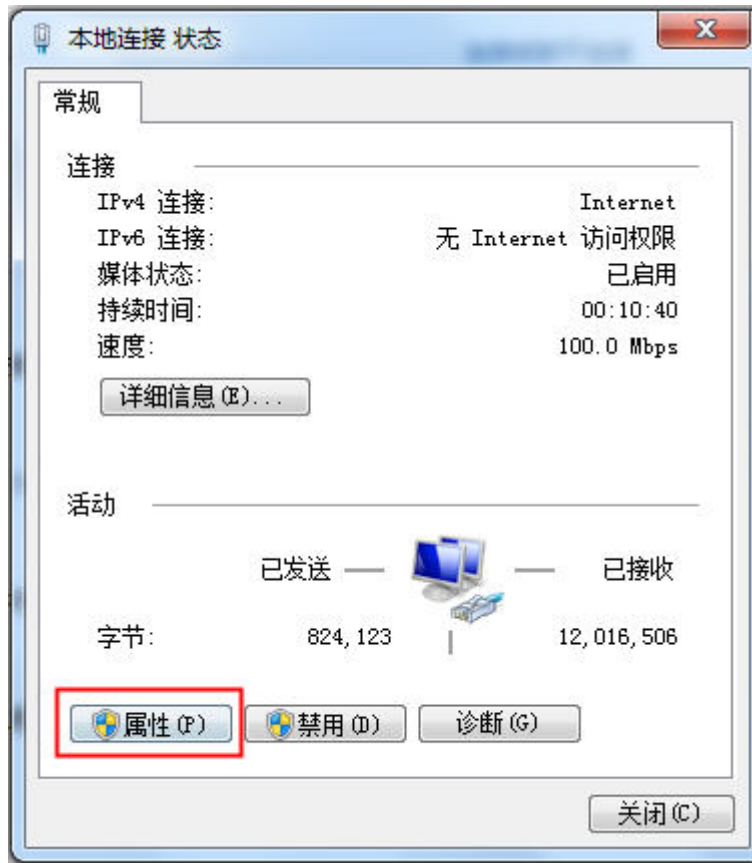 本地连接 状态
常规
连接
IPv4 连接: Internet
IPv6 连接: 无 Internet 访问权限
媒体状态: 已启用
持续时间: 00:10:40
速度: 100.0 Mbps
详细信息(E)...
活动
已发送 已接收
字节: 824,123 12,016,506
属性(P) 禁用(D) 诊断(G)
关闭(C)